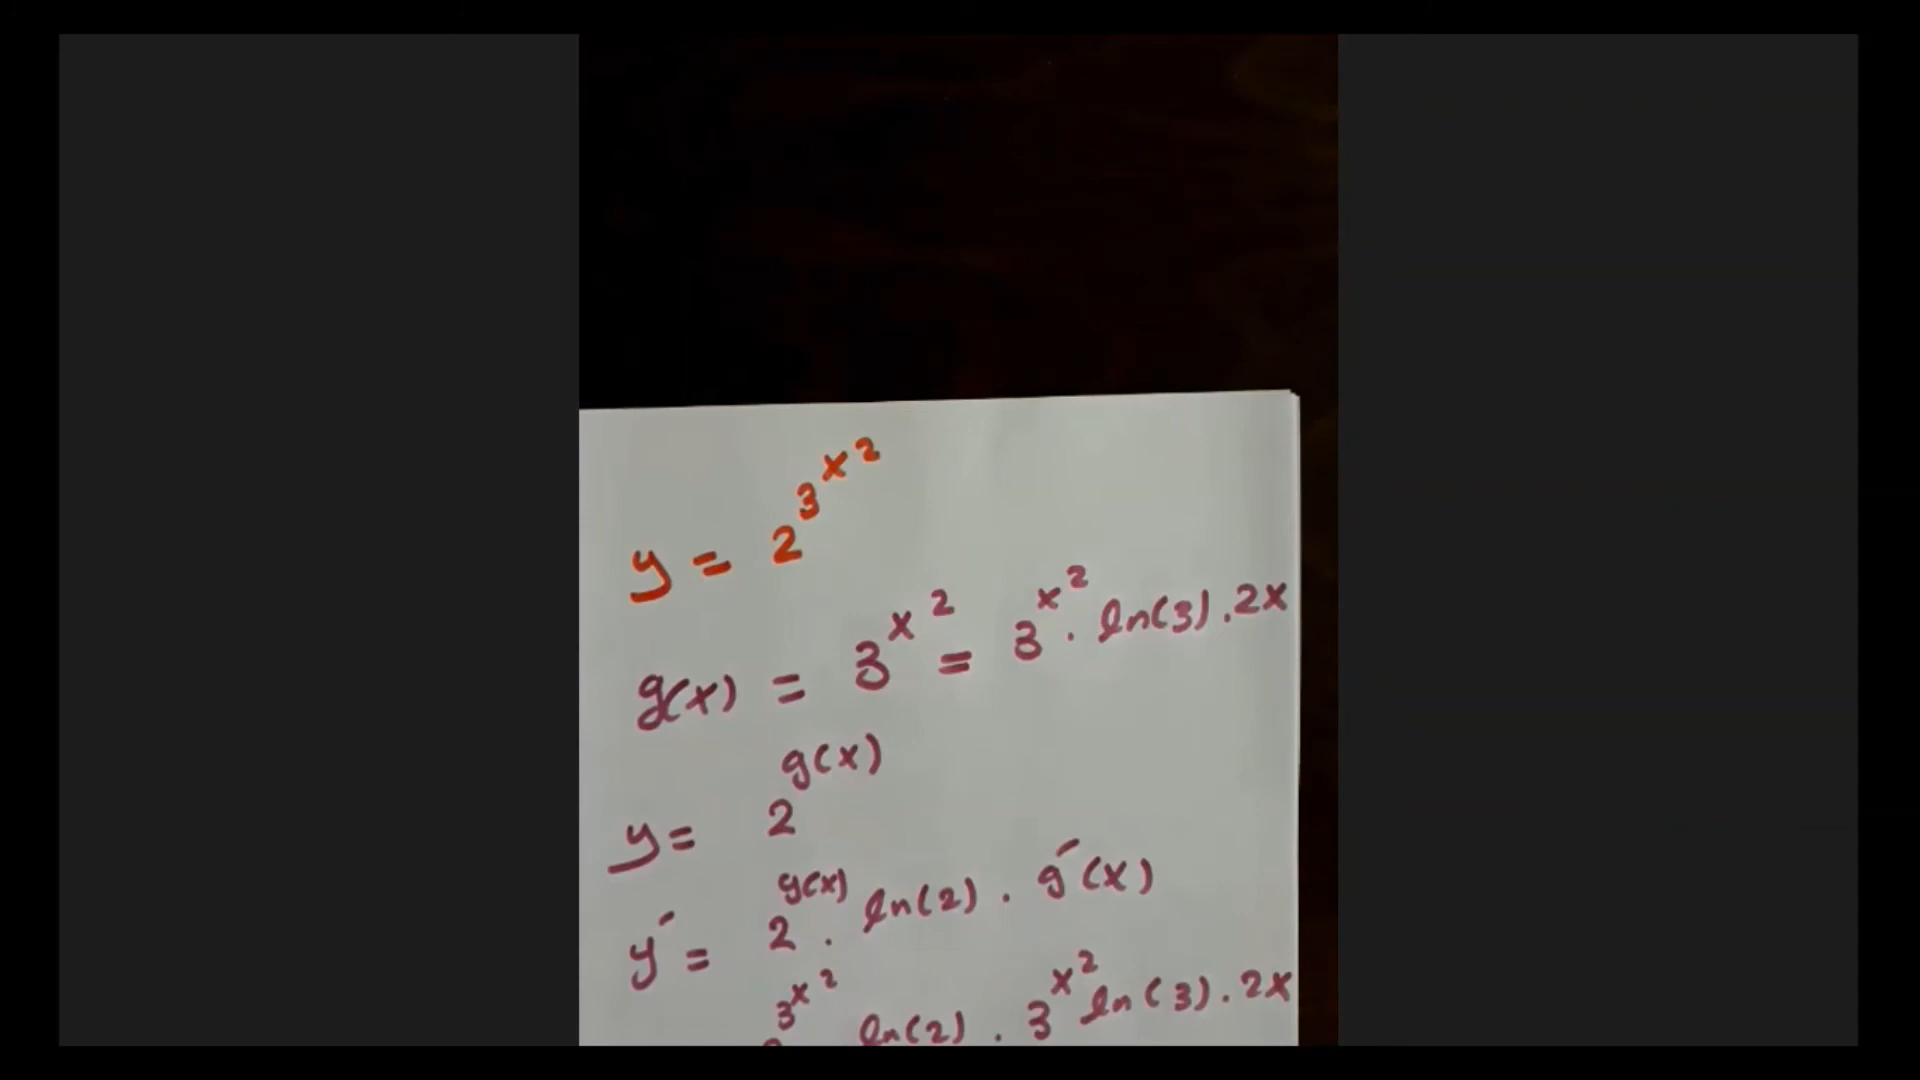 y = 2^3^x^2
g(x) = 3^x^2 = 3^x^2 . ln(3) . 2x
y = 2^g(x)
y´ = 2^g(x) . ln(2) . g´(x)
3^x^2 ln(2) . 3^x^2 ln(3) . 2x